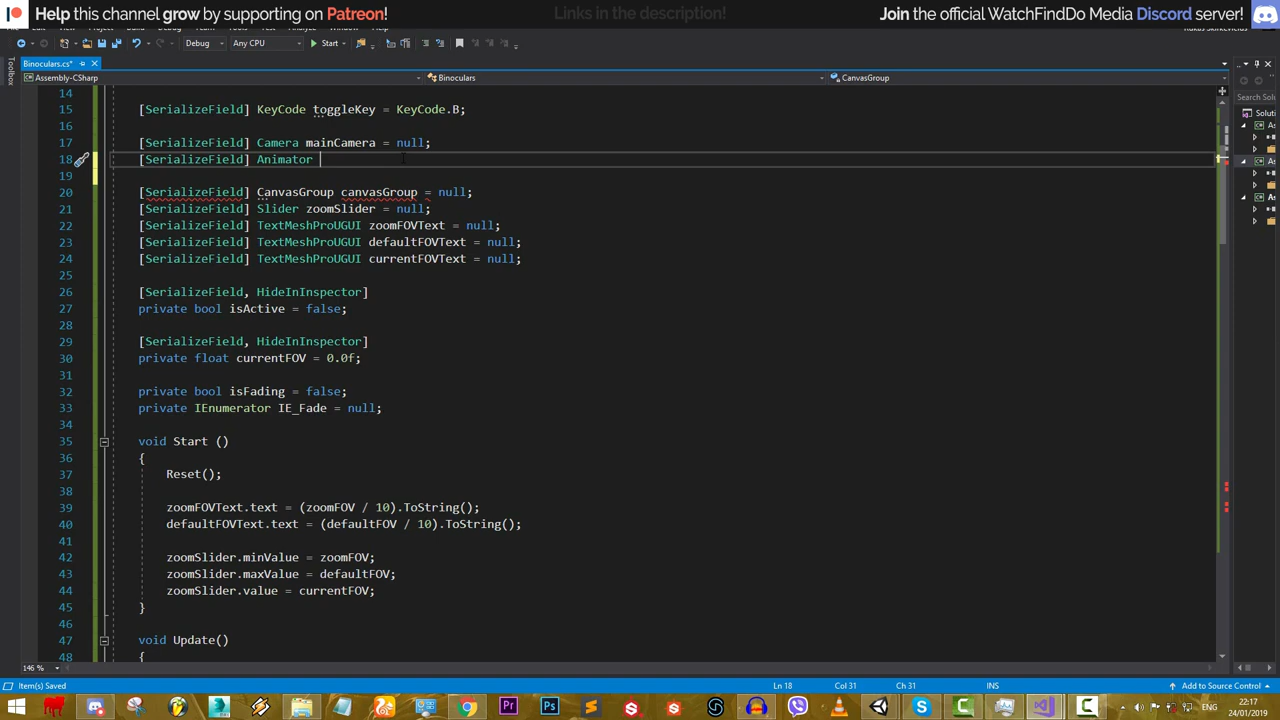 Help this channel grow by supporting on Patreon!
Links in the description!
Join the official WatchFindDo Media Discord server!
Debug
Any CPU
Start
Toolbox
Binoculars.cs*
Assembly-CSharp
Binoculars
CanvasGroup
Search Solu
Soluti
14
15 [SerializeField] KeyCode toggleKey = KeyCode.B;
16
17 [SerializeField] Camera mainCamera = null;
18 [SerializeField] Animator
19
20 [SerializeField] CanvasGroup canvasGroup = null;
21 [SerializeField] Slider zoomSlider = null;
22 [SerializeField] TextMeshProUGUI zoomFOVText = null;
23 [SerializeField] TextMeshProUGUI defaultFOVText = null;
24 [SerializeField] TextMeshProUGUI currentFOVText = null;
25
26 [SerializeField, HideInInspector]
27 private bool isActive = false;
28
29 [SerializeField, HideInInspector]
30 private float currentFOV = 0.0f;
31
32 private bool isFading = false;
33 private IEnumerator IE_Fade = null;
34
35 void Start ()
36 {
37 Reset();
38
39 zoomFOVText.text = (zoomFOV / 10).ToString();
40 defaultFOVText.text = (defaultFOV / 10).ToString();
41
42 zoomSlider.minValue = zoomFOV;
43 zoomSlider.maxValue = defaultFOV;
44 zoomSlider.value = currentFOV;
45 }
46
47 void Update()
48 {
146 %
Item(s) Saved
Ln 18
Col 31
Ch 31
INS
Add to Source Control
ENG
22:17
24/01/2019